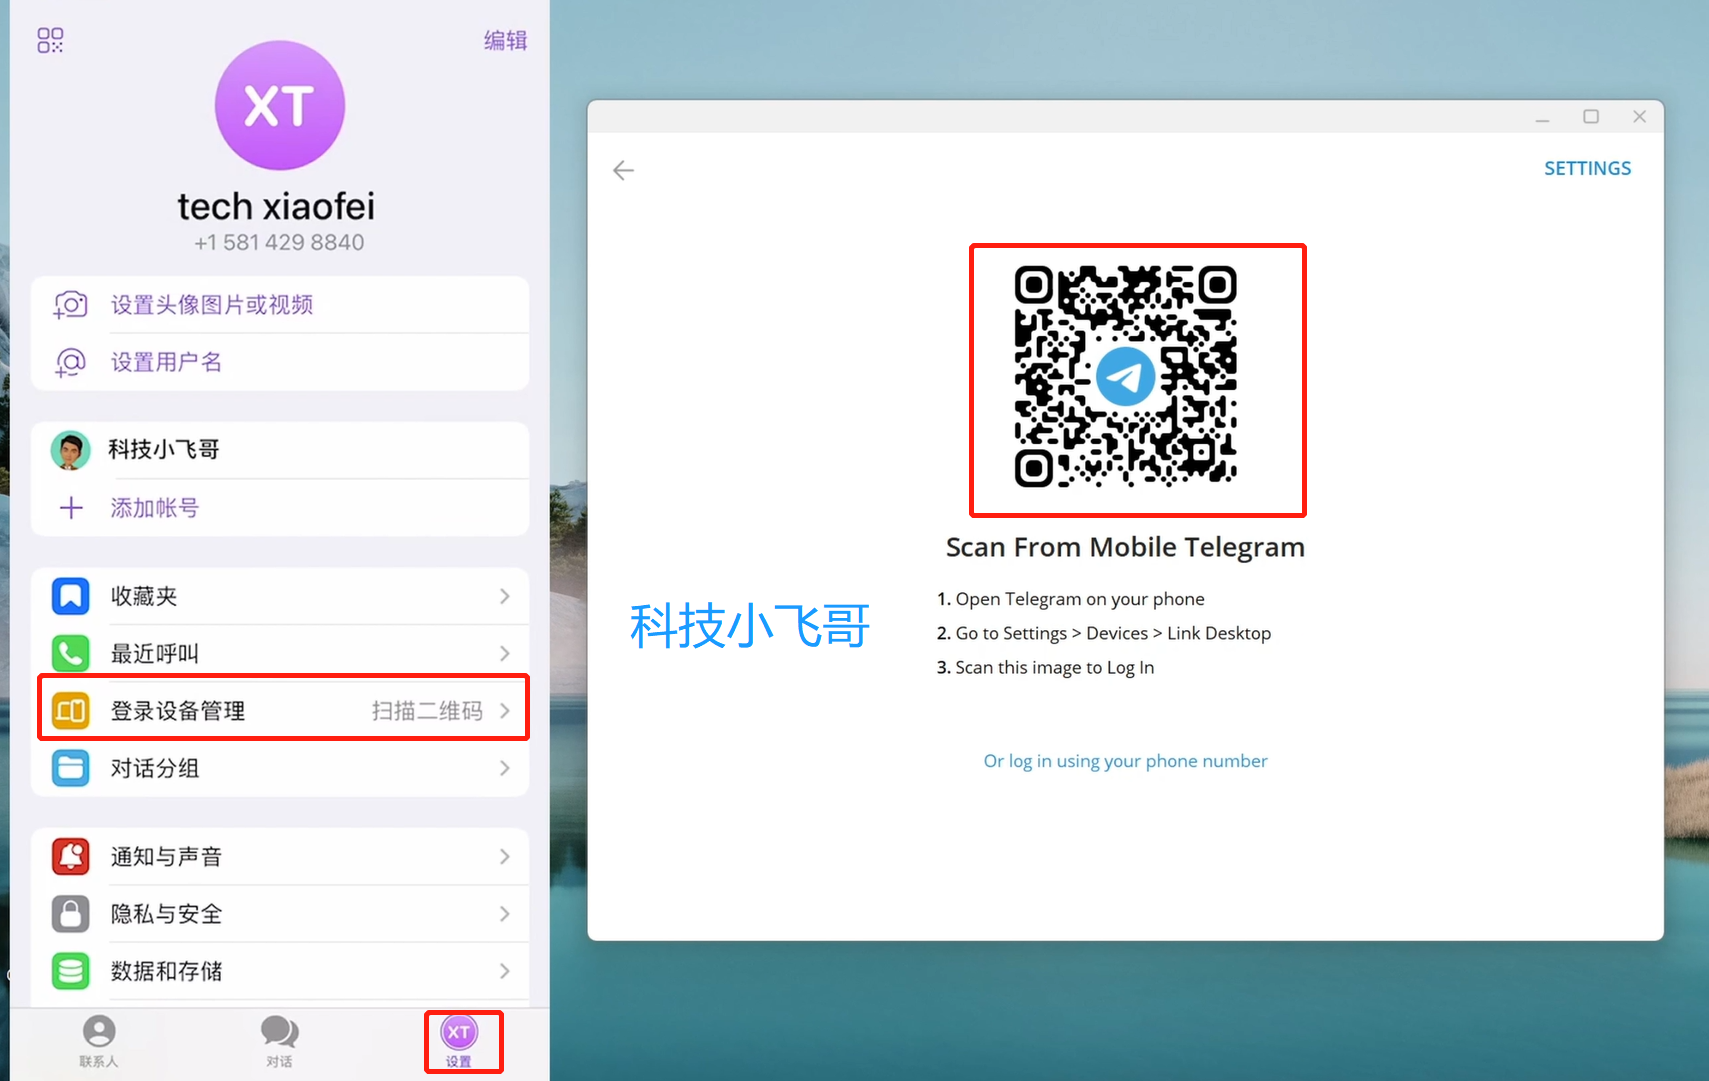 编辑
XT
tech xiaofei
+1 581 429 8840
设置头像图片或视频
设置用户名
科技小飞哥
添加帐号
收藏夹
最近呼叫
登录设备管理 扫描二维码
对话分组
通知与声音
隐私与安全
数据和存储
联系人
对话
XT
设置
SETTINGS
Scan From Mobile Telegram
1. Open Telegram on your phone
2. Go to Settings > Devices > Link Desktop
3. Scan this image to Log In
Or log in using your phone number
科技小飞哥